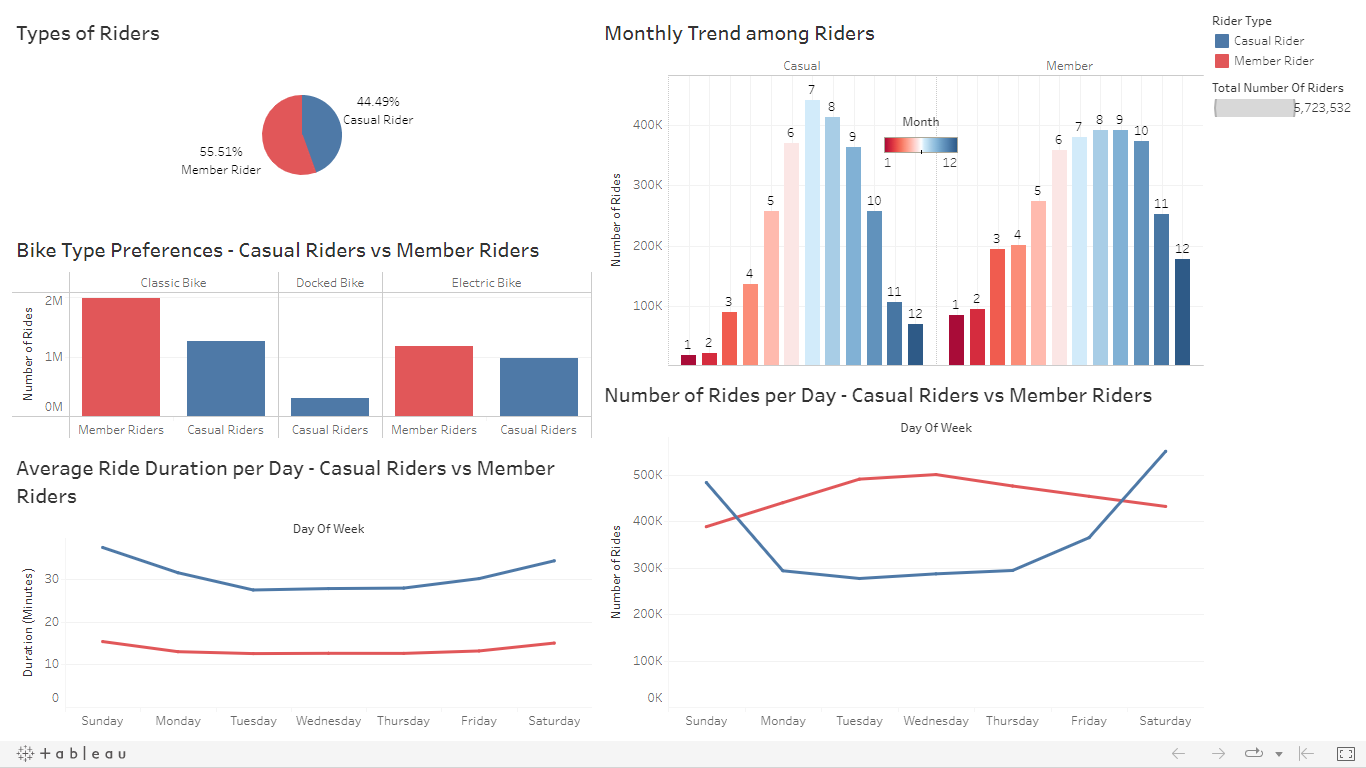 Types of Riders
44.49%
Casual Rider
55.51%
Member Rider
Bike Type Preferences - Casual Riders vs Member Riders
Classic Bike
Docked Bike
Electric Bike
Number of Rides
2M
1M
0M
Member Riders
Casual Riders
Casual Riders
Member Riders
Casual Riders
Average Ride Duration per Day - Casual Riders vs Member
Riders
Day Of Week
Duration (Minutes)
30
20
10
0
Sunday
Monday
Tuesday
Wednesday
Thursday
Friday
Saturday
Monthly Trend among Riders
Casual
Member
Number of Rides
400K
300K
200K
100K
1
2
3
4
5
6
7
8
9
10
11
12
Month
1
12
1
2
3
4
5
6
7
8
9
10
11
12
Number of Rides per Day - Casual Riders vs Member Riders
Day Of Week
Number of Rides
500K
400K
300K
200K
100K
0K
Sunday
Monday
Tuesday
Wednesday
Thursday
Friday
Saturday
Rider Type
Casual Rider
Member Rider
Total Number Of Riders
5,723,532
+ a b l e a u